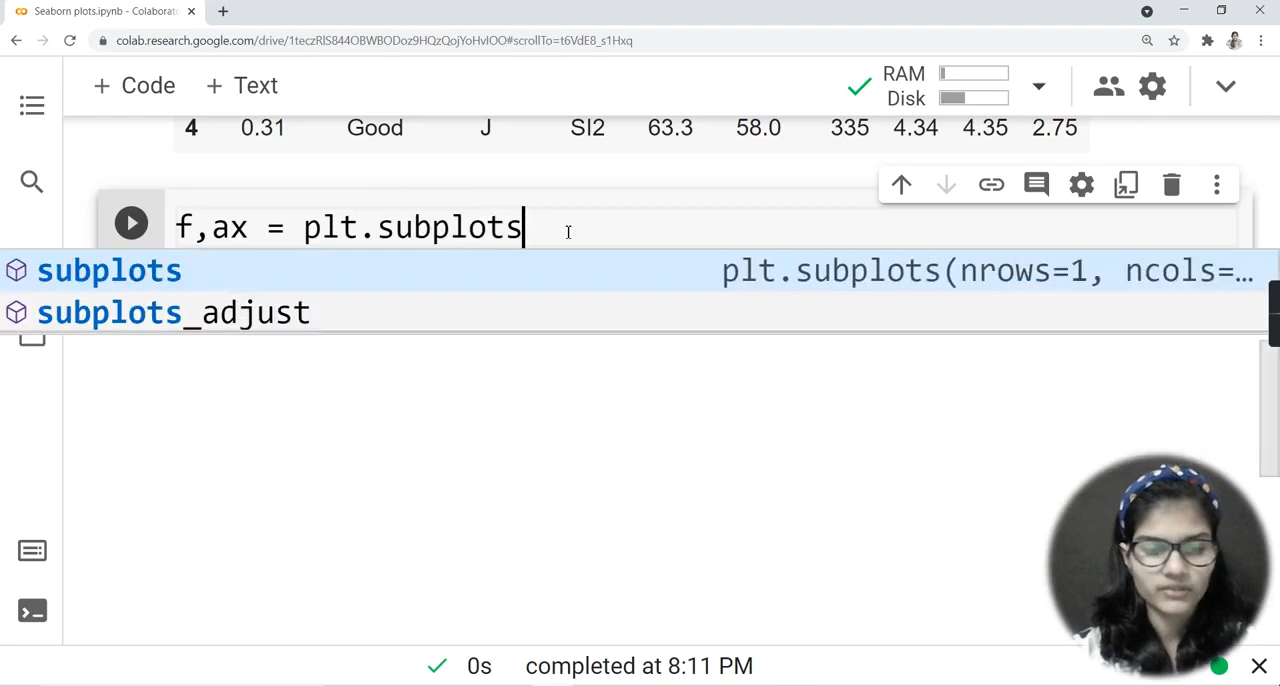 Seaborn plots.ipynb - Colaborato
colab.research.google.com/drive/1teczRlS844OBWBODoz9HQzQojYoHvIOO#scrollTo=t6VdE8_s1Hxq
+ Code + Text
RAM
Disk
4 0.31 Good J SI2 63.3 58.0 335 4.34 4.35 2.75
f,ax = plt.subplots
subplots plt.subplots(nrows=1, ncols=…
subplots_adjust
0s completed at 8:11 PM